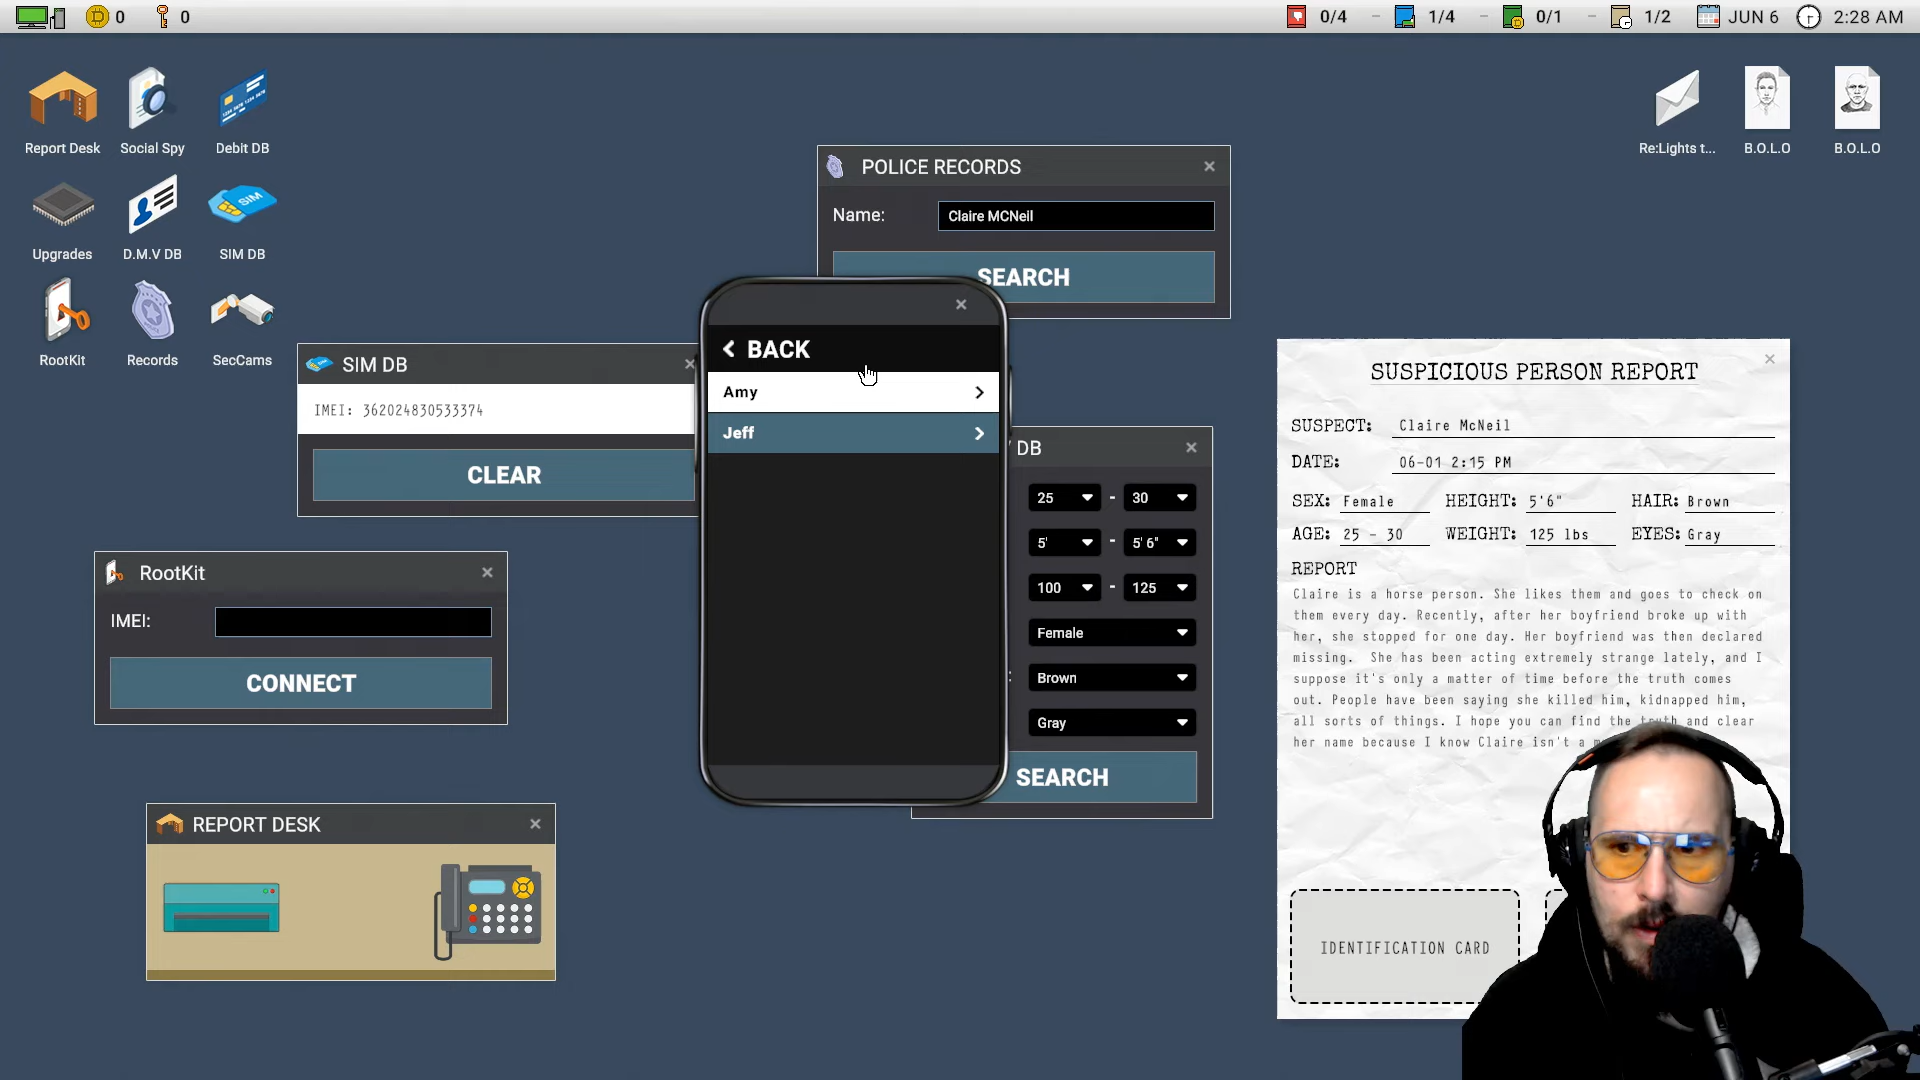 0 0 0/4 - 1/4 - 0/1 - 1/2 JUN 6 2:28 AM
Report Desk Social Spy Debit DB
Upgrades D.M.V DB SIM DB
RootKit Records SecCams
Re:Lights t... B.O.L.O B.O.L.O
POLICE RECORDS
Name: Claire MCNeil
SEARCH
SIM DB
IMEI: 362024830533374
CLEAR
BACK
Amy
Jeff
DB
25 - 30
5' - 5' 6"
100 - 125
Female
: Brown
Gray
SEARCH
RootKit
IMEI:
CONNECT
REPORT DESK
SUSPICIOUS PERSON REPORT
SUSPECT: Claire McNeil
DATE: 06-01 2:15 PM
SEX: Female HEIGHT: 5'6" HAIR: Brown
AGE: 25 - 30 WEIGHT: 125 lbs EYES: Gray
REPORT
Claire is a horse person. She likes them and goes to check on
them every day. Recently, after her boyfriend broke up with
her, she stopped for one day. Her boyfriend was then declared
missing. She has been acting extremely strange lately, and I
suppose it's only a matter of time before the truth comes
out. People have been saying she killed him, kidnapped him,
all sorts of things. I hope you can find the truth and clear
her name because I know Claire isn't a
IDENTIFICATION CARD